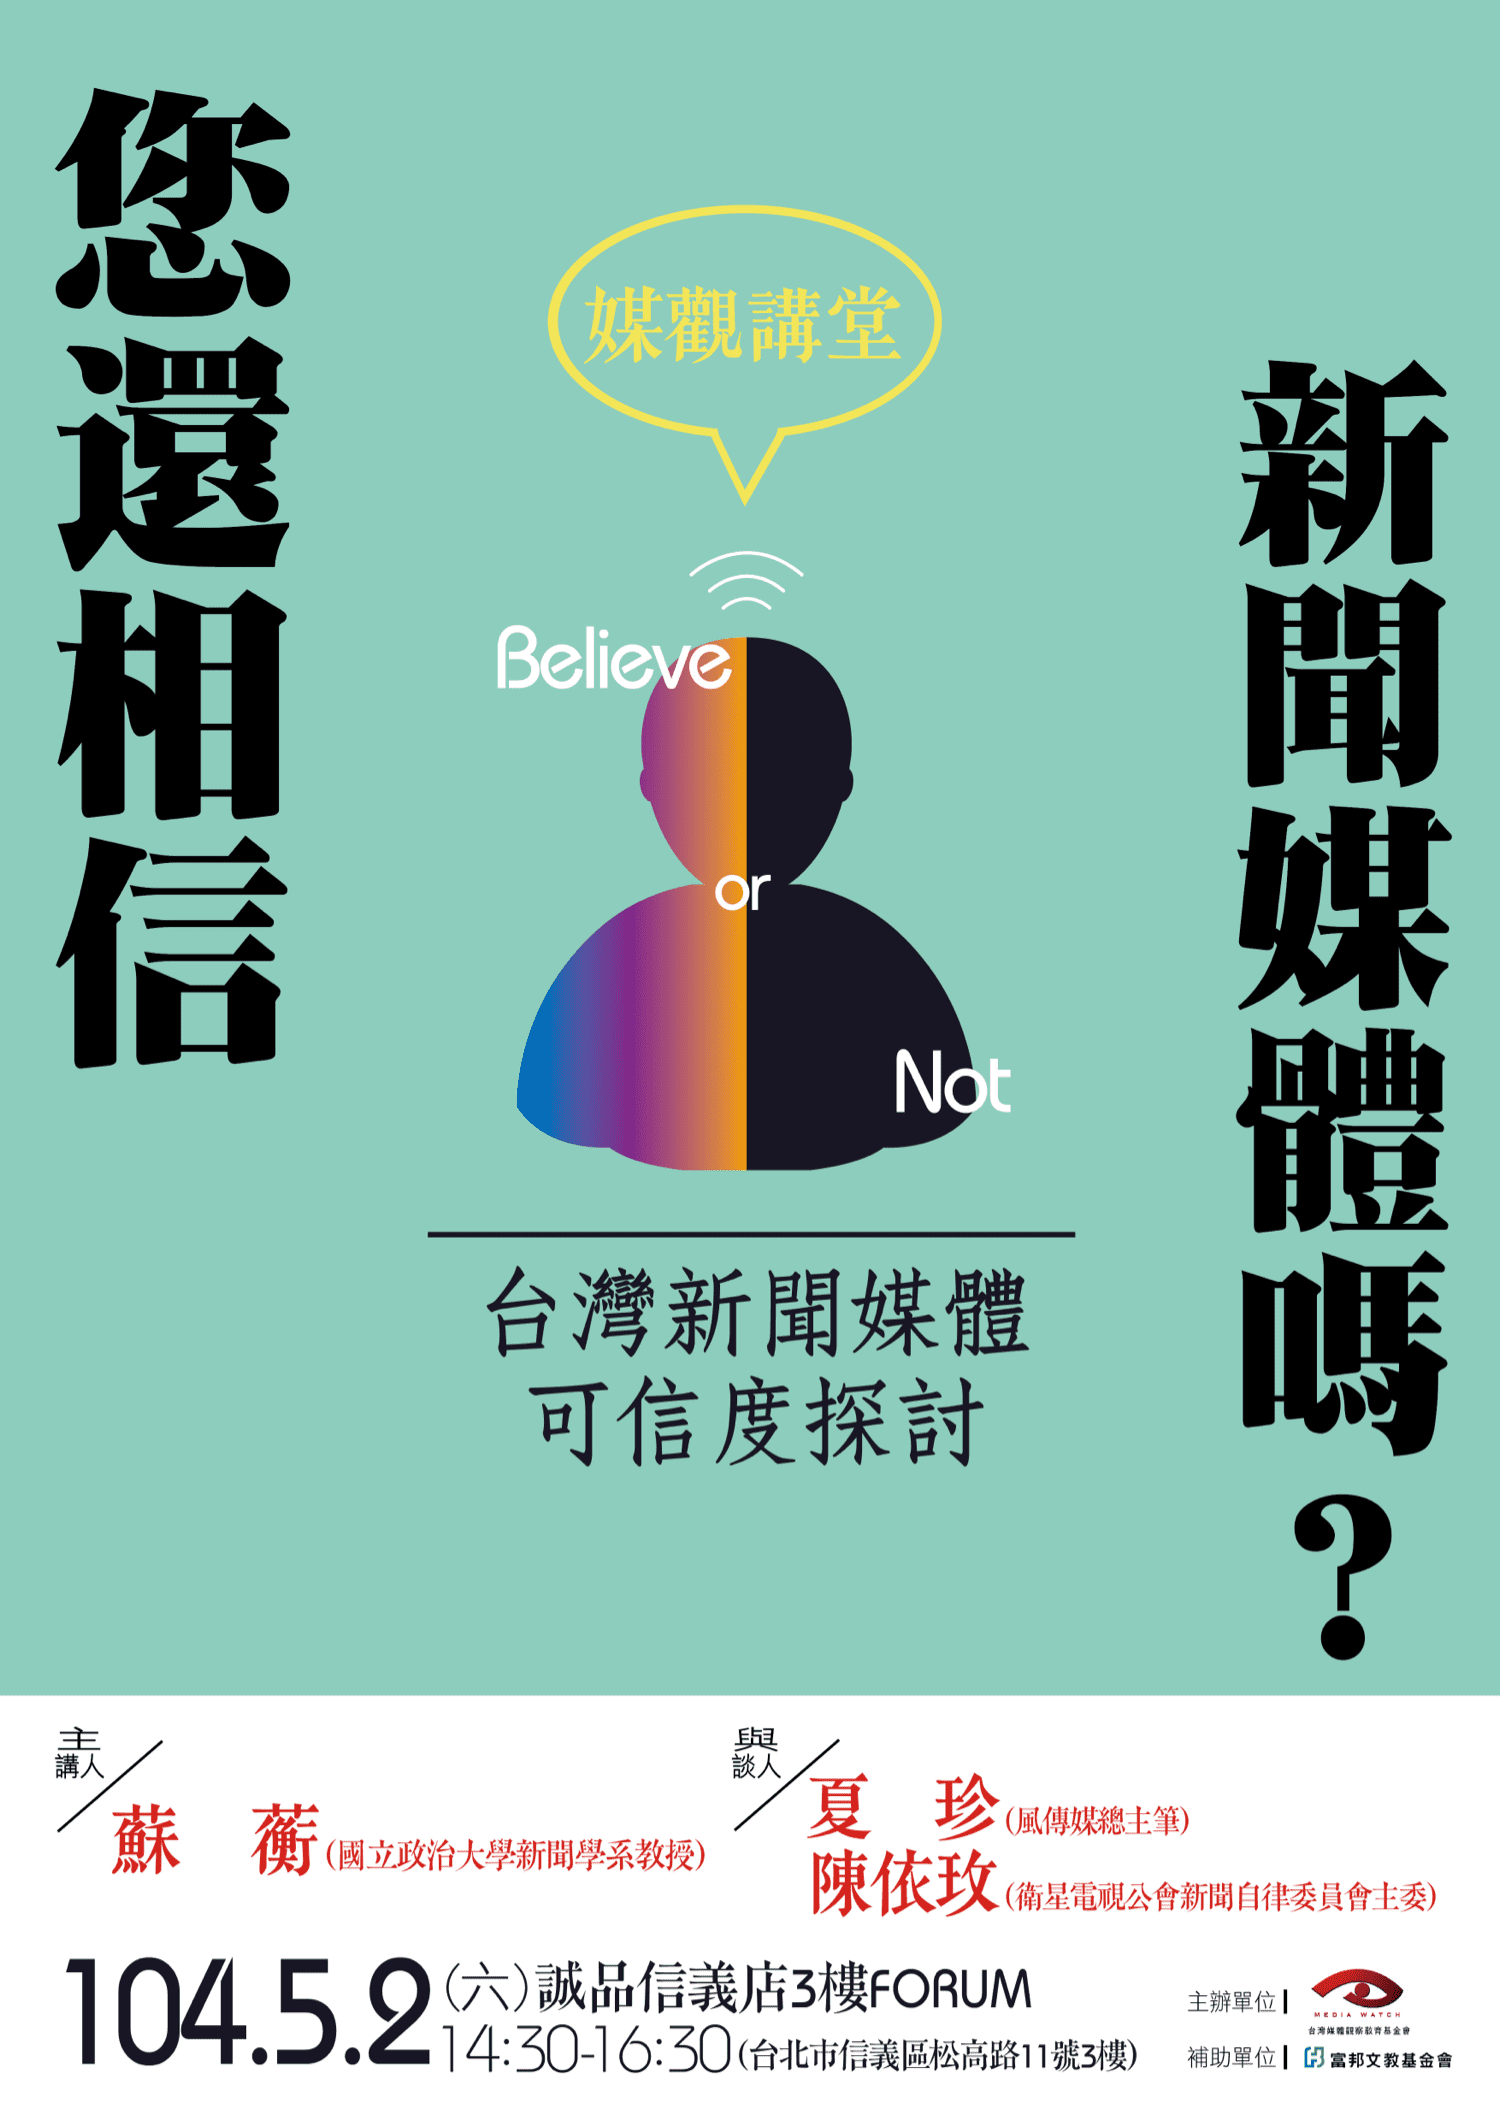 您還相信
新聞媒體嗎?
媒觀講堂
Believe
or
Not
台灣新聞媒體
可信度探討
主講人
蘇　蘅(國立政治大學新聞學系教授)
與談人
夏　珍(風傳媒總主筆)
陳依玫(衛星電視公會新聞自律委員會主委)
104.5.2(六)誠品信義店3樓FORUM
14:30-16:30(台北市信義區松高路11號3樓)
主辦單位
MEDIA WATCH
台灣媒體觀察教育基金會
補助單位
富邦文教基金會